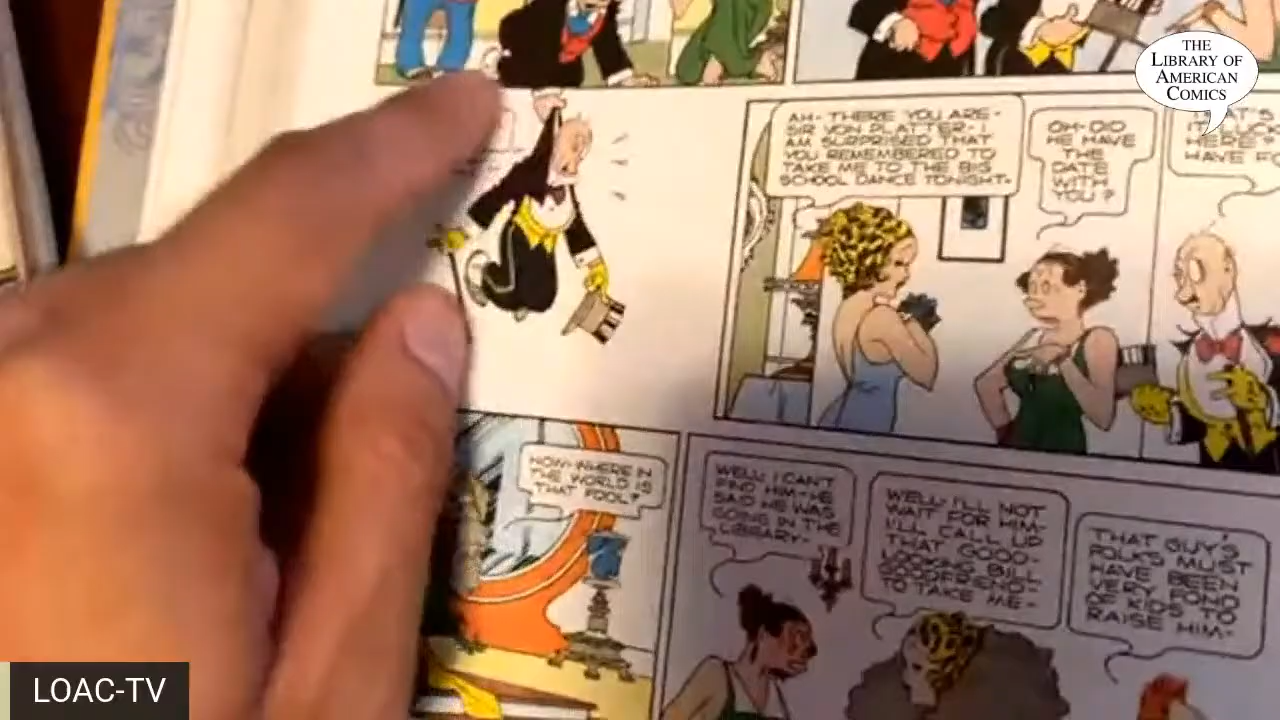 THE
LIBRARY OF
AMERICAN
COMICS
AH- THERE YOU ARE-
SIR VON PLATTER- I
AM SURPRISED THAT
YOU REMEMBERED TO
TAKE ME TO THE BIG
SCHOOL DANCE TONIGHT-
OH- DID
HE HAVE
THE
DATE
WITH
YOU?
HERE?
HAVE
NOW-WHERE IN
THE WORLD IS
THAT FOOL?
WELL- I CAN'T
FIND HIM-HE
SAID HE WAS
GOING IN THE
LIBRARY-
WELL- I'LL NOT
WAIT FOR HIM-
I'LL CALL UP
THAT GOOD-
LOOKING BILL
GOODFRIEND-
TO TAKE ME-
THAT GUY'S
FOLKS MUST
HAVE BEEN
VERY FOND
OF KIDS TO
RAISE HIM-
LOAC-TV